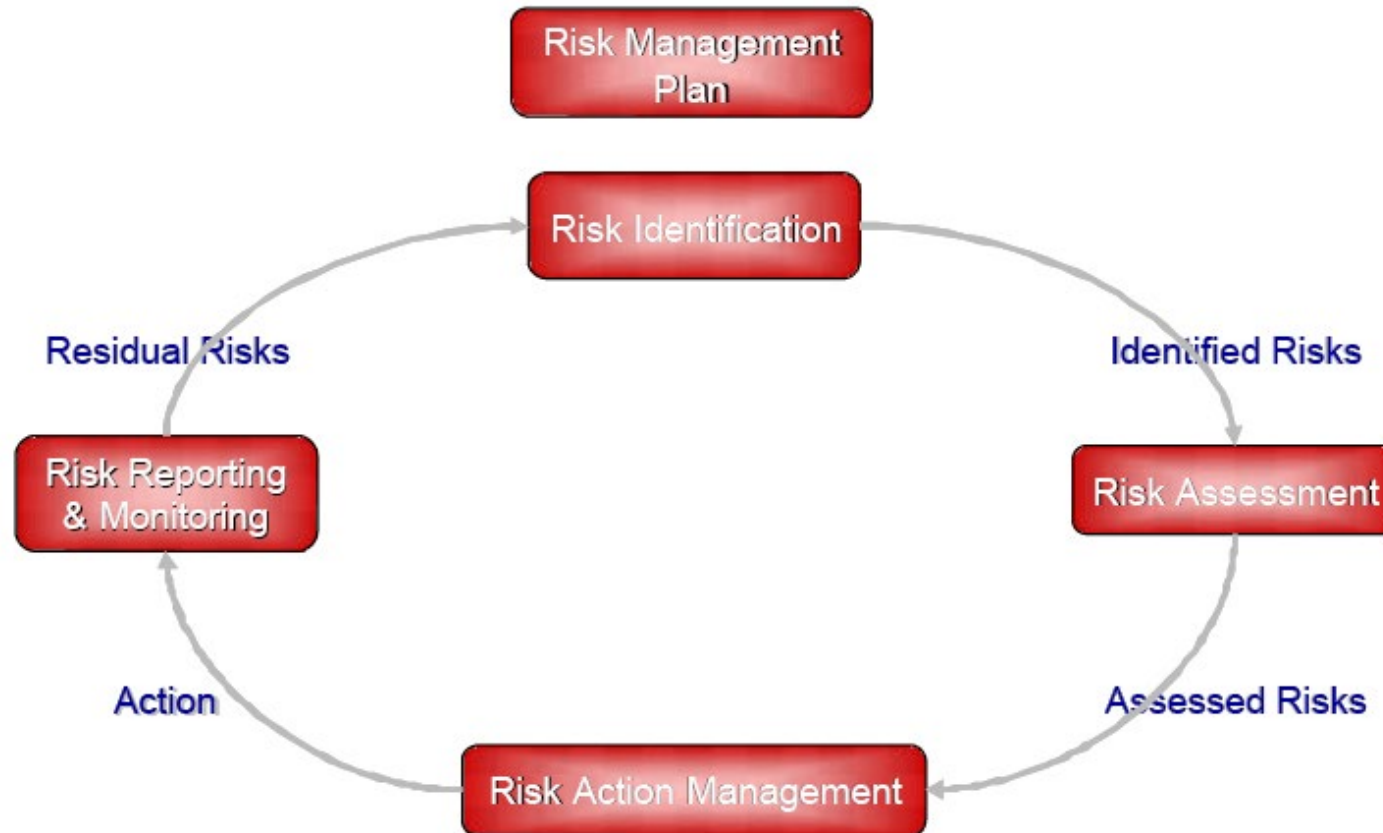 Risk Management
Plan
Risk Identification
Residual Risks
Identified Risks
Risk Reporting
& Monitoring
Risk Assessment
Action
Assessed Risks
Risk Action Management